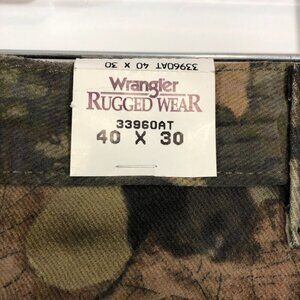 33960AT 40 X 30
Wrangler
RUGGED WEAR
33960AT
40 X 30